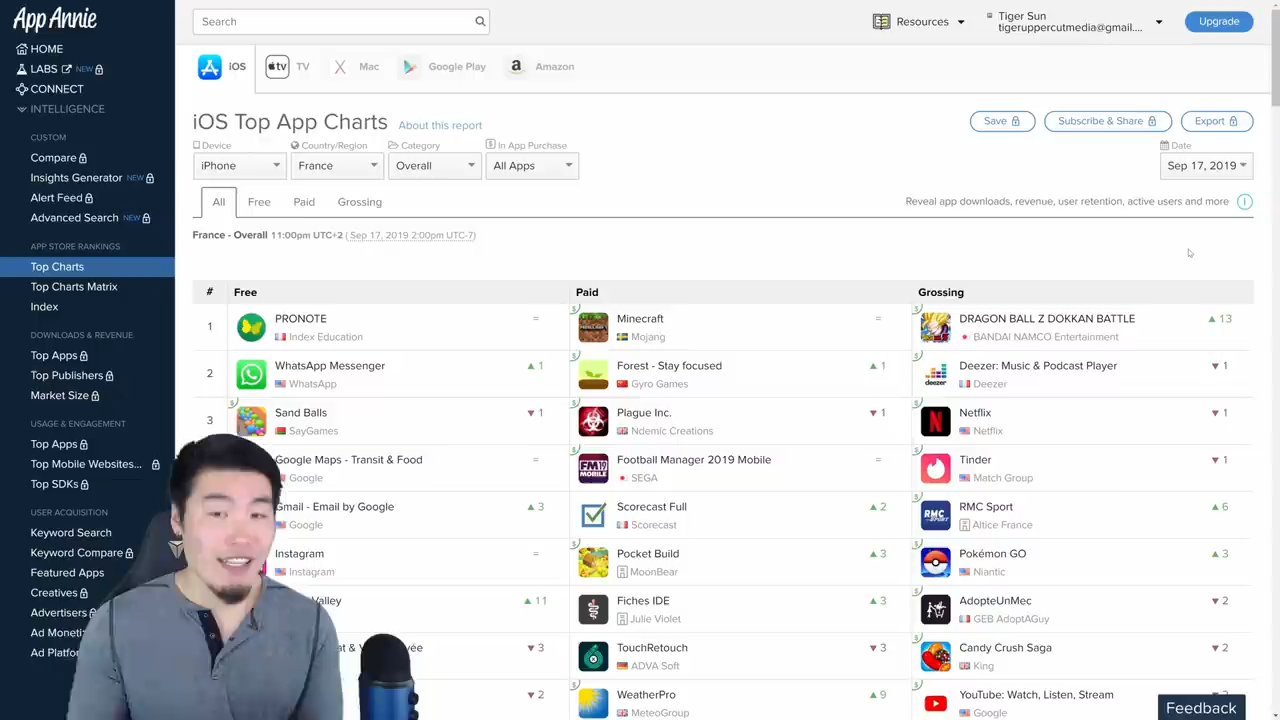 App Annie
Search
Resources
Tiger Sun
tigeruppercutmedia@gmail....
Upgrade
HOME
LABS NEW
CONNECT
INTELLIGENCE
CUSTOM
Compare
Insights Generator NEW
Alert Feed
Advanced Search NEW
APP STORE RANKINGS
Top Charts
Top Charts Matrix
Index
DOWNLOADS & REVENUE
Top Apps
Top Publishers
Market Size
USAGE & ENGAGEMENT
Top Apps
Top Mobile Websites...
Top SDKs
USER ACQUISITION
Keyword Search
Keyword Compare
Featured Apps
Creatives
Advertisers
Ad Moneti
Ad Platfo
iOS
tv TV
Mac
Google Play
a Amazon
iOS Top App Charts About this report
Save
Subscribe & Share
Export
Device Country/Region Category In App Purchase Date
iPhone France Overall All Apps Sep 17, 2019
All Free Paid Grossing
Reveal app downloads, revenue, user retention, active users and more
France - Overall 11:00pm UTC+2 ( Sep 17, 2019 2:00pm UTC-7)
# Free Paid Grossing
1 PRONOTE = Minecraft = DRAGON BALL Z DOKKAN BATTLE ▲ 13
Index Education Mojang BANDAI NAMCO Entertainment
2 WhatsApp Messenger ▲ 1 Forest - Stay focused ▲ 1 Deezer: Music & Podcast Player ▼ 1
WhatsApp Gyro Games Deezer
3 Sand Balls ▼ 1 Plague Inc. ▼ 1 Netflix ▼ 1
SayGames Ndemic Creations Netflix
Google Maps - Transit & Food = Football Manager 2019 Mobile = Tinder ▼ 1
Google SEGA Match Group
Gmail - Email by Google ▲ 3 Scorecast Full ▲ 2 RMC Sport ▲ 6
Google Scorecast Altice France
Instagram = Pocket Build ▲ 3 Pokémon GO ▲ 3
Instagram MoonBear Niantic
Valley ▲ 11 Fiches IDE ▲ 3 AdopteUnMec ▼ 2
Julie Violet GEB AdoptAGuy
▼ 3 TouchRetouch ▼ 3 Candy Crush Saga ▼ 2
ADVA Soft King
▼ 2 WeatherPro ▲ 9 YouTube: Watch, Listen, Stream
MeteoGroup Google
Feedback